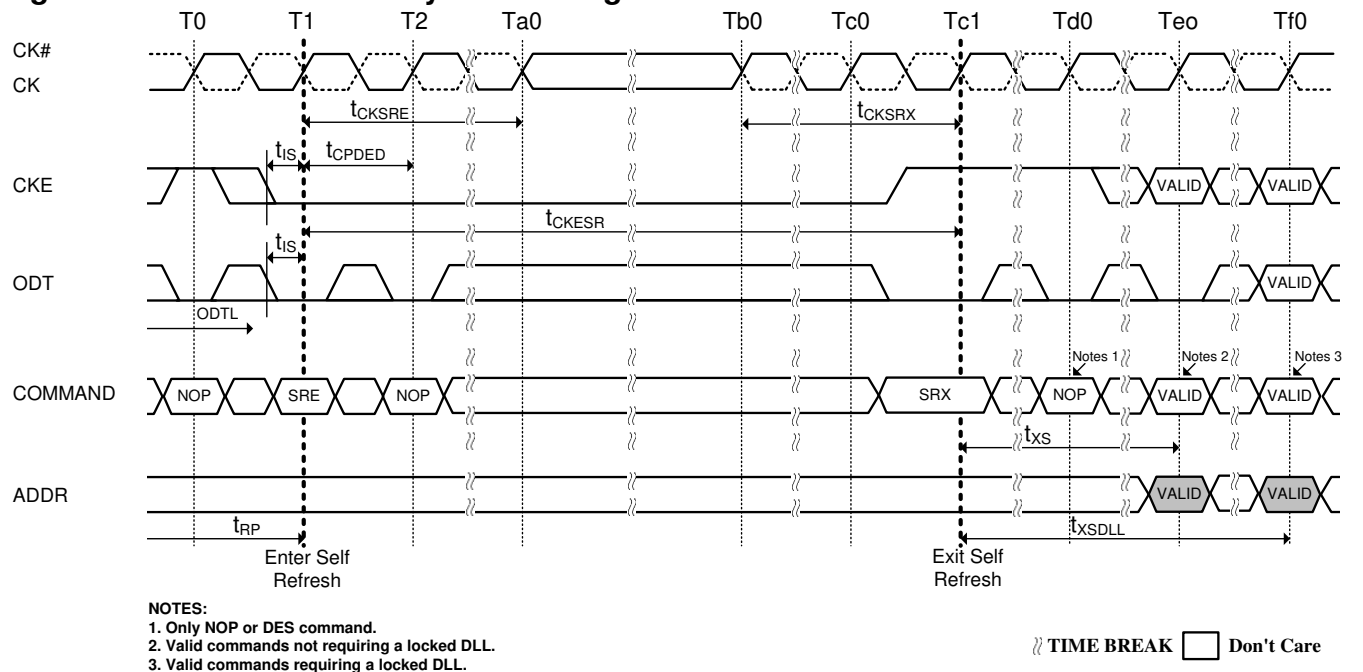 T0 T1 T2 Ta0 Tb0 Tc0 Tc1 Td0 Teo Tf0
CK#
CK
tCKSRE tCKSRX
tIS tCPDED
CKE VALID VALID
tCKESR
tIS
ODT VALID
ODTL
Notes 1 Notes 2 Notes 3
COMMAND NOP SRE NOP SRX NOP VALID VALID
tXS
ADDR VALID VALID
tRP tXSDLL
Enter Self Exit Self
Refresh Refresh
NOTES:
1. Only NOP or DES command.
2. Valid commands not requiring a locked DLL.
3. Valid commands requiring a locked DLL.
TIME BREAK Don't Care